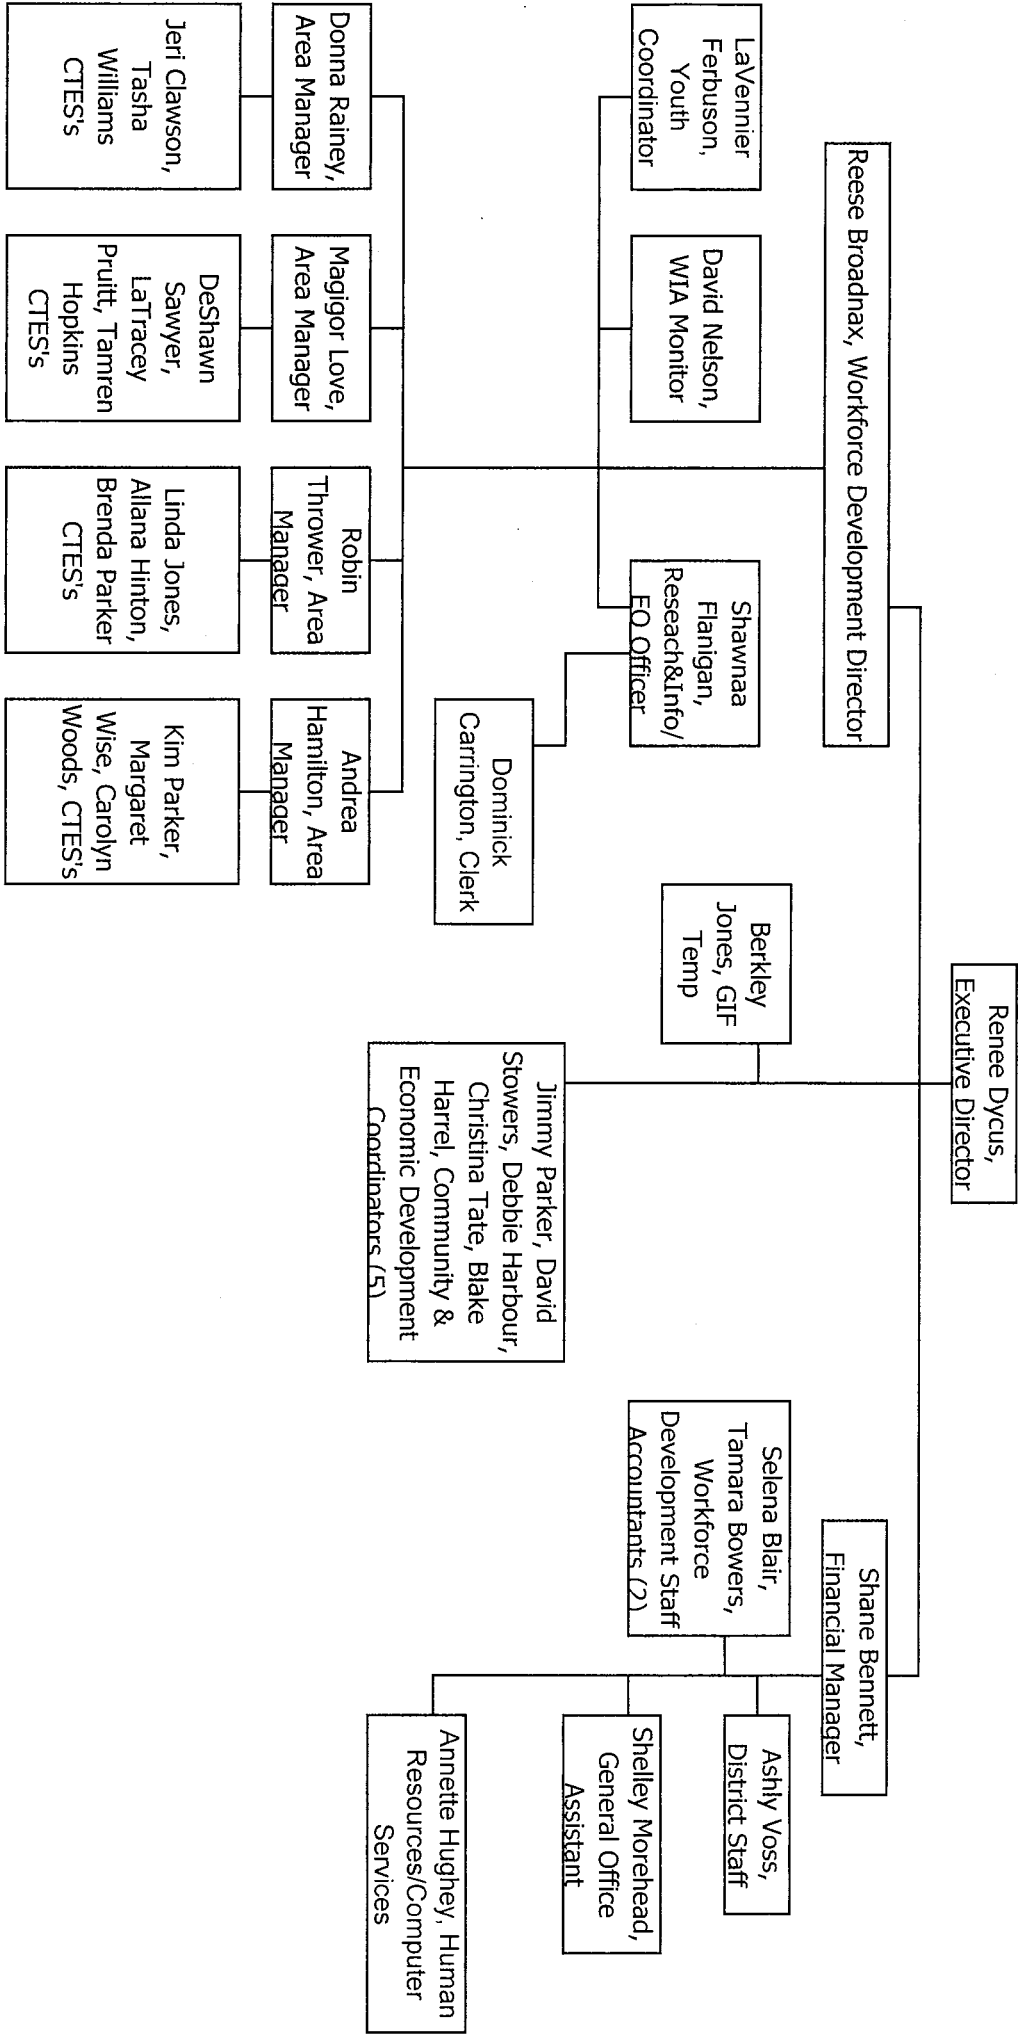 Renee Dycus,
Executive Director
Reese Broadnax, Workforce Development Director
Shane Bennett,
Financial Manager
LaVennier
Ferbuson,
Youth
Coordinator
David Nelson,
WIA Monitor
Shawnaa
Flanigan,
Reseach&Info/
EO Officer
Dominick
Carrington, Clerk
Berkley
Jones, GIF
Temp
Jimmy Parker, David
Stowers, Debbie Harbour,
Christina Tate, Blake
Harrel, Community &
Economic Development
Coordinators (5)
Selena Blair,
Tamara Bowers,
Workforce
Development Staff
Accountants (2)
Ashly Voss,
District Staff
Shelley Morehead,
General Office
Assistant
Annette Hughey, Human
Resources/Computer
Services
Donna Rainey,
Area Manager
Magigor Love,
Area Manager
Robin
Thrower, Area
Manager
Andrea
Hamilton, Area
Manager
Jeri Clawson,
Tasha
Williams
CTES's
DeShawn
Sawyer,
LaTracey
Pruitt, Tamren
Hopkins
CTES's
Linda Jones,
Allana Hinton,
Brenda Parker
CTES's
Kim Parker,
Margaret
Wise, Carolyn
Woods, CTES's